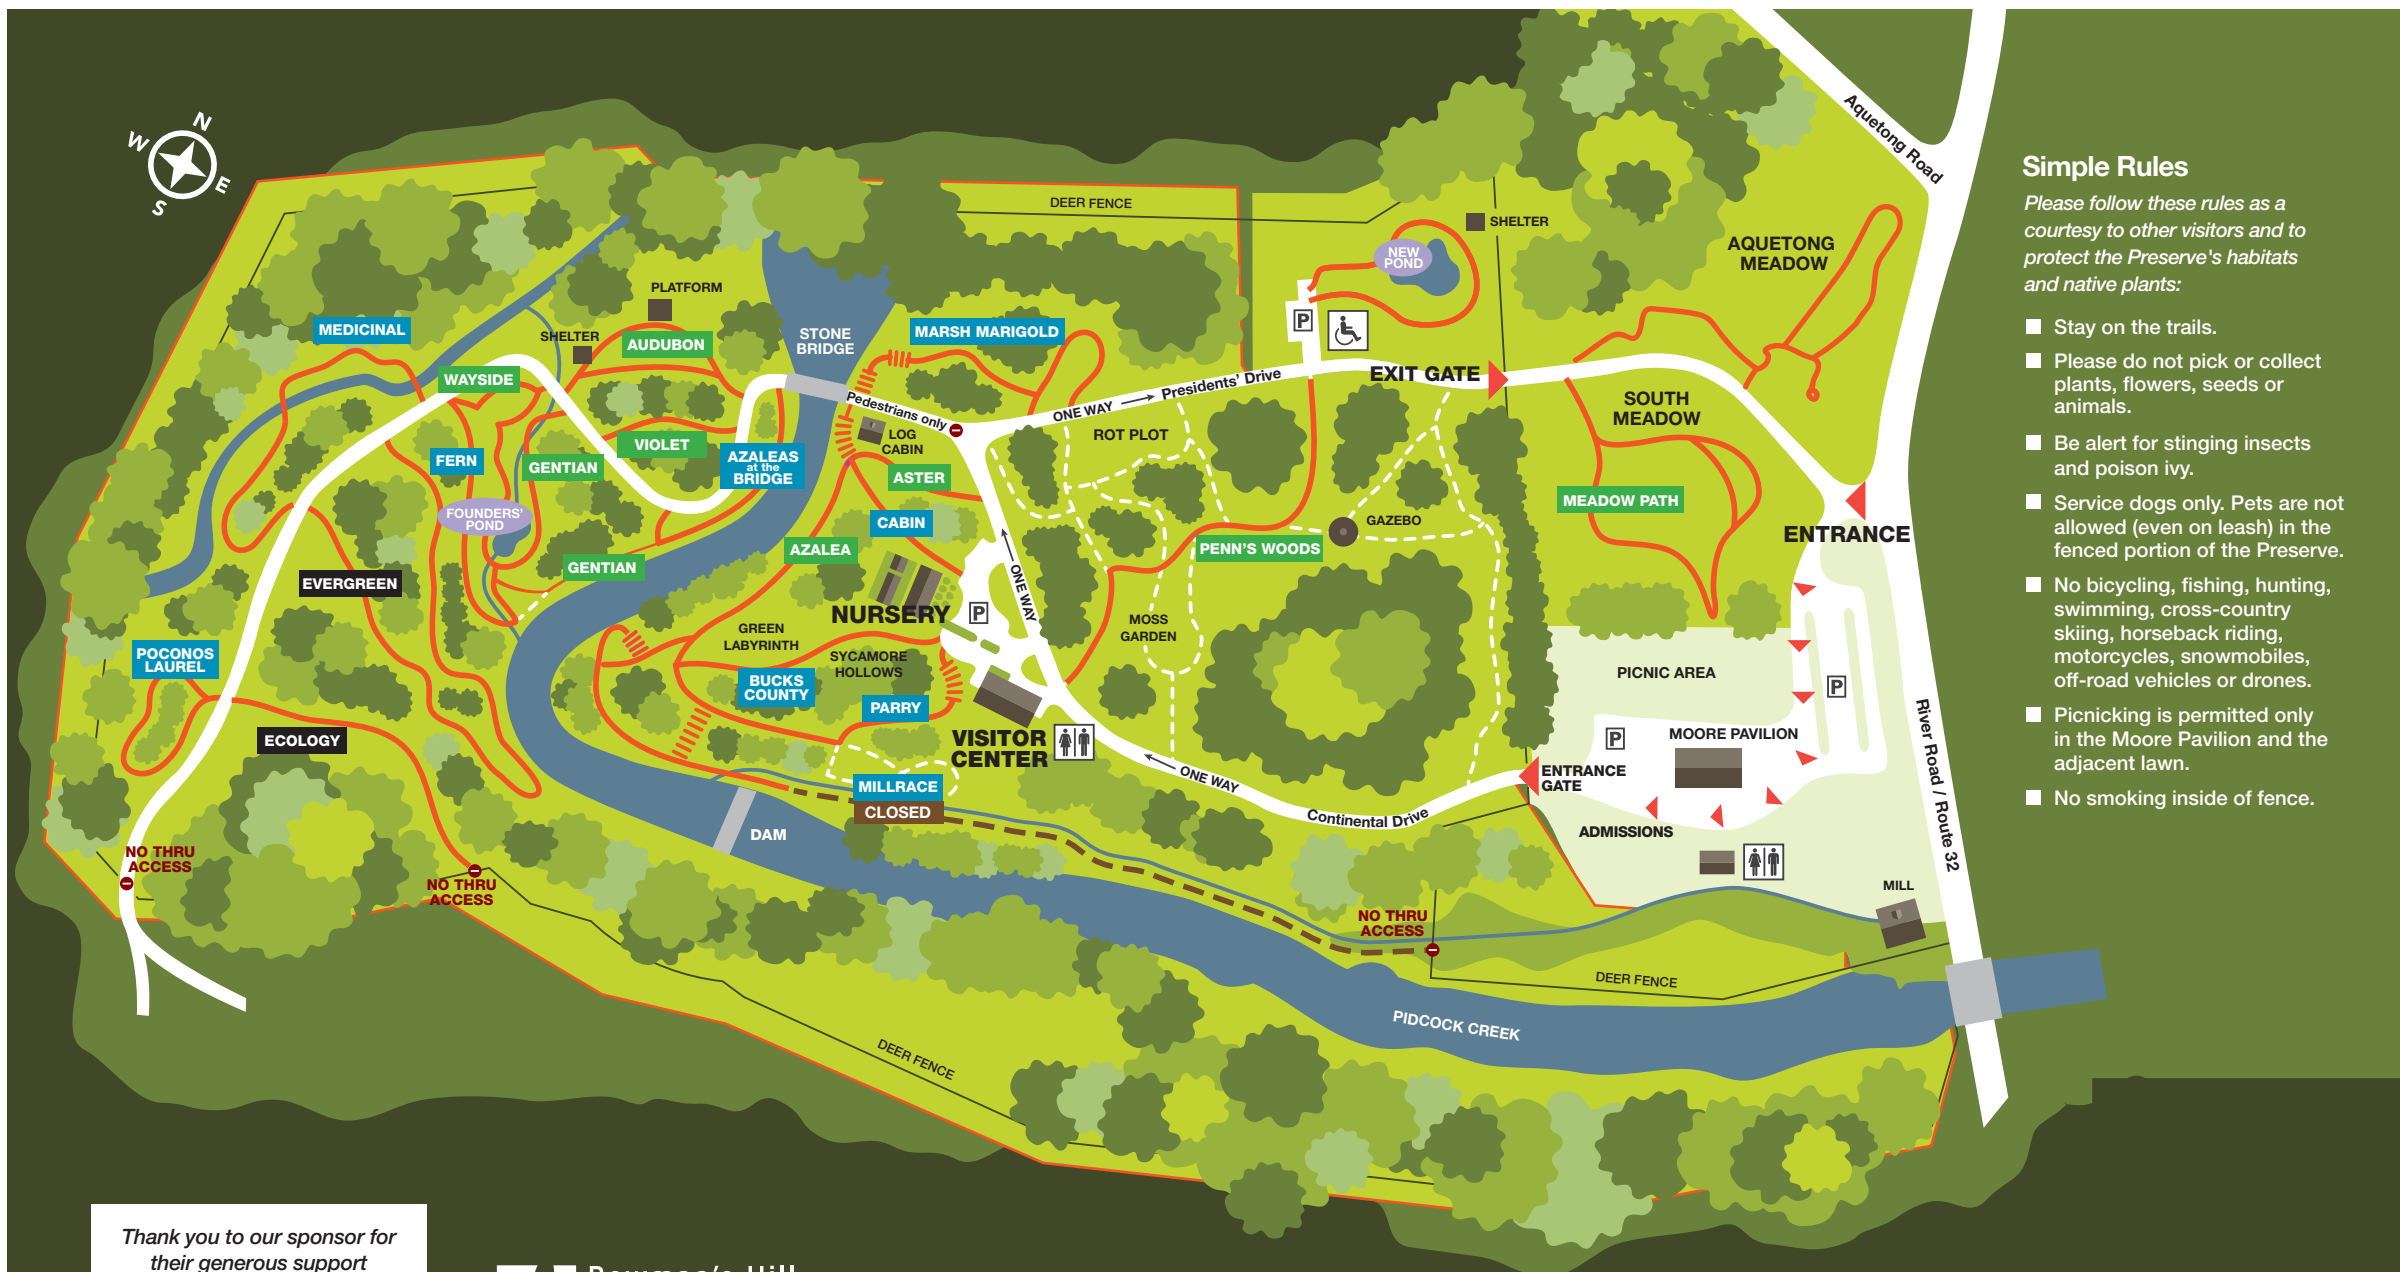 N
W
E
S
Aquetong Road
DEER FENCE
SHELTER
NEW
POND
AQUETONG
MEADOW
PLATFORM
MEDICINAL
SHELTER
AUDUBON
STONE
BRIDGE
MARSH MARIGOLD
P
WAYSIDE
EXIT GATE
Presidents' Drive
ONE WAY
Pedestrians only
LOG
CABIN
ROT PLOT
SOUTH
MEADOW
VIOLET
FERN
GENTIAN
AZALEAS
at the
BRIDGE
ASTER
MEADOW PATH
FOUNDERS'
POND
CABIN
GAZEBO
ENTRANCE
AZALEA
PENN'S WOODS
GENTIAN
EVERGREEN
ONE WAY
NURSERY
P
MOSS
GARDEN
GREEN
LABYRINTH
POCONOS
LAUREL
SYCAMORE
HOLLOWS
PICNIC AREA
P
BUCKS
COUNTY
PARRY
ECOLOGY
VISITOR
CENTER
P
MOORE PAVILION
ENTRANCE
GATE
ONE WAY
MILLRACE
CLOSED
Continental Drive
DAM
ADMISSIONS
River Road / Route 32
NO THRU
ACCESS
NO THRU
ACCESS
MILL
NO THRU
ACCESS
DEER FENCE
PIDCOCK CREEK
DEER FENCE
Simple Rules
Please follow these rules as a
courtesy to other visitors and to
protect the Preserve's habitats
and native plants:
Stay on the trails.
Please do not pick or collect
plants, flowers, seeds or
animals.
Be alert for stinging insects
and poison ivy.
Service dogs only. Pets are not
allowed (even on leash) in the
fenced portion of the Preserve.
No bicycling, fishing, hunting,
swimming, cross-country
skiing, horseback riding,
motorcycles, snowmobiles,
off-road vehicles or drones.
Picnicking is permitted only
in the Moore Pavilion and the
adjacent lawn.
No smoking inside of fence.
Thank you to our sponsor for
their generous support
Bowman's Hill